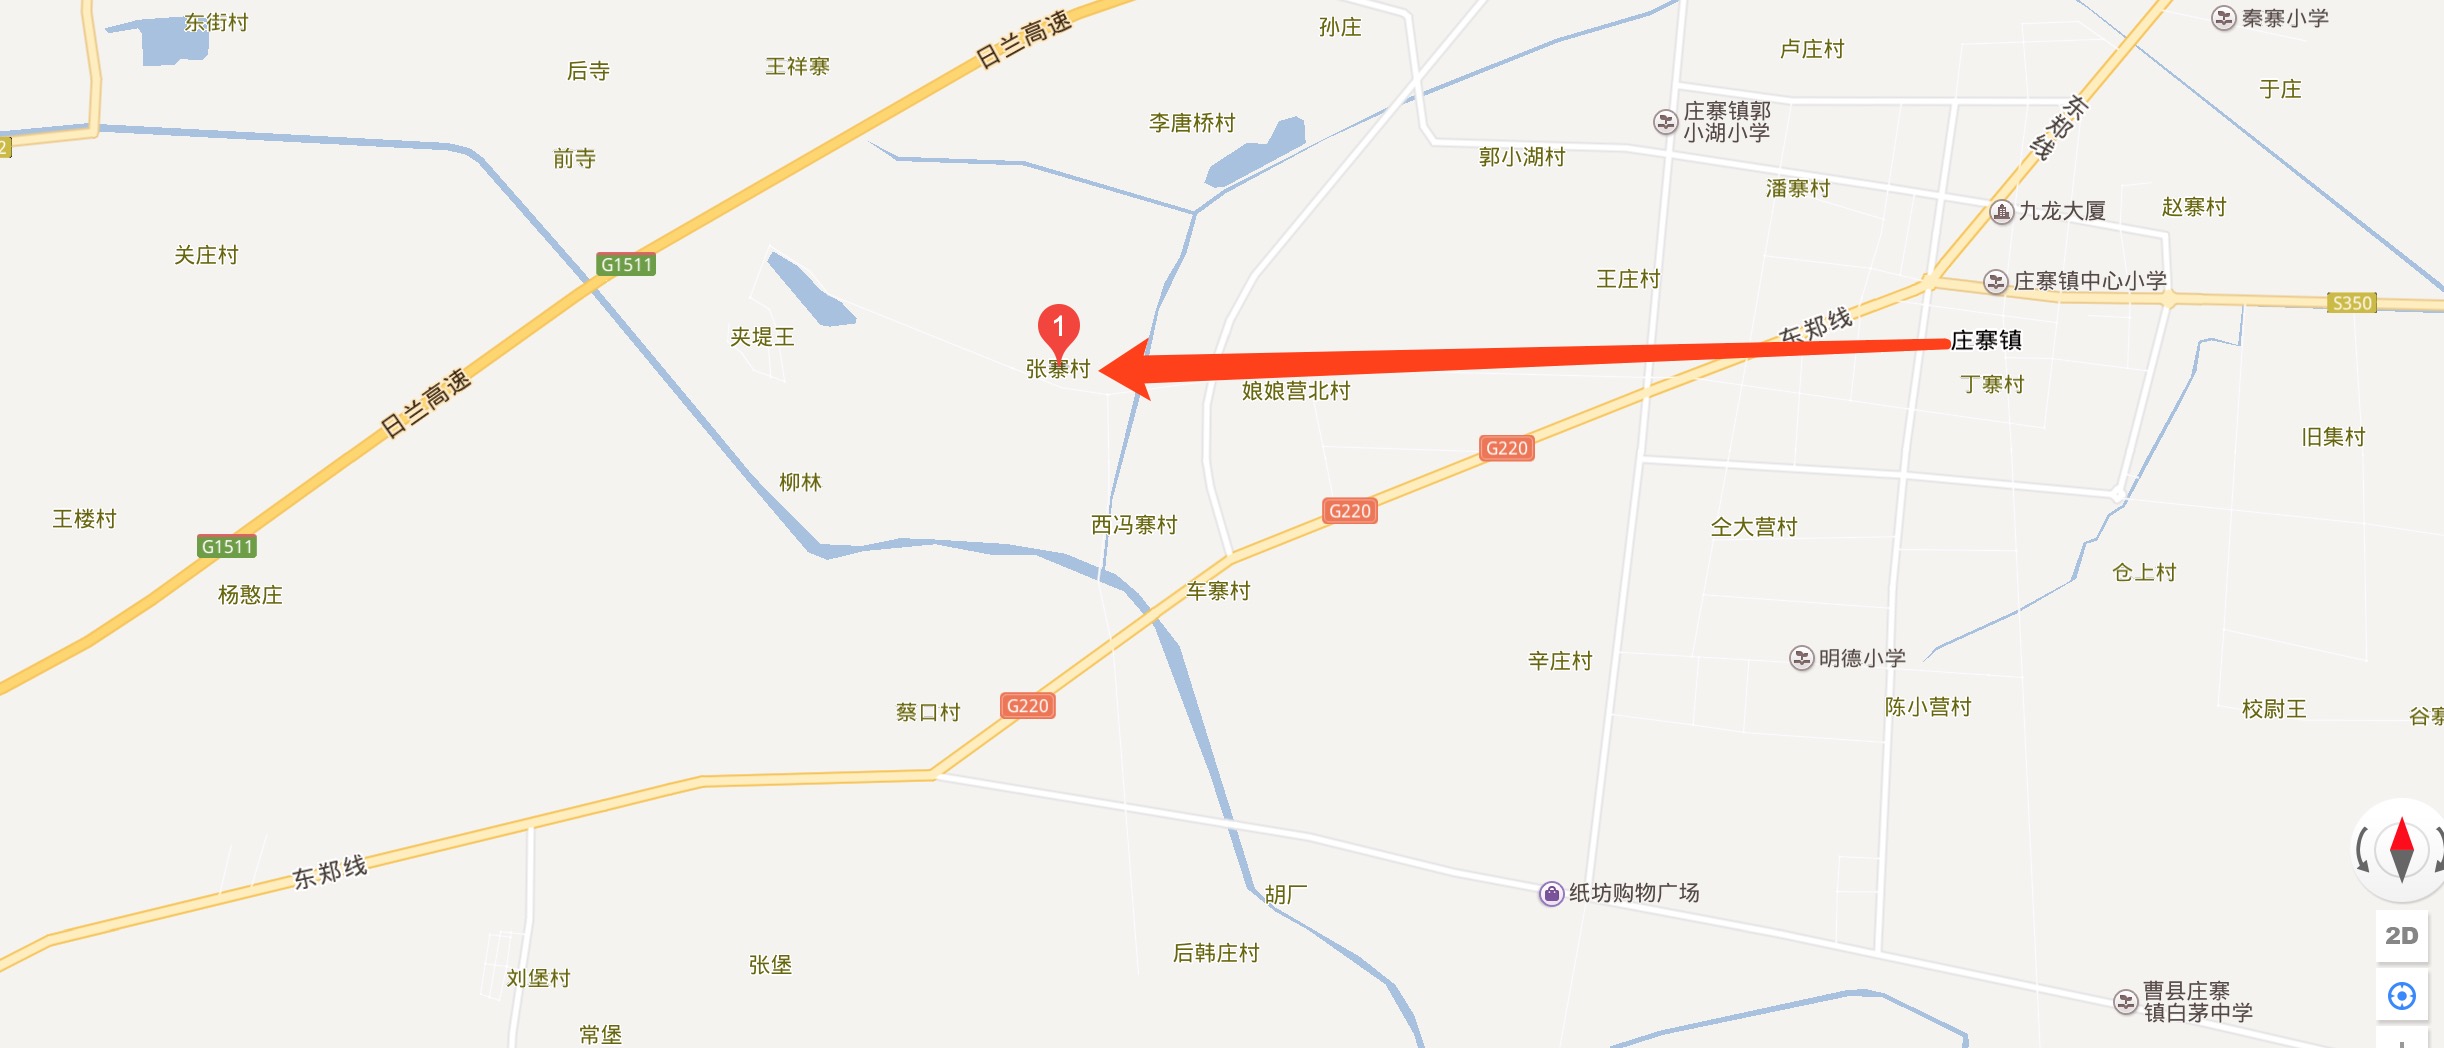 东街村
孙庄
秦寨小学
日兰高速
卢庄村
后寺
王祥寨
于庄
庄寨镇郭
小湖小学
李唐桥村
东郑线
2
前寺
郭小湖村
潘寨村
九龙大厦
赵寨村
关庄村
G1511
王庄村
庄寨镇中心小学
S350
1
夹堤王
东郑线
庄寨镇
张寨村
丁寨村
娘娘营北村
日兰高速
旧集村
G220
柳林
G220
王楼村
西冯寨村
仝大营村
G1511
仓上村
杨憨庄
车寨村
辛庄村
明德小学
G220
蔡口村
陈小营村
校尉王
谷寨
东郑线
胡厂
纸坊购物广场
2D
后韩庄村
张堡
刘堡村
曹县庄寨
镇白茅中学
常堡